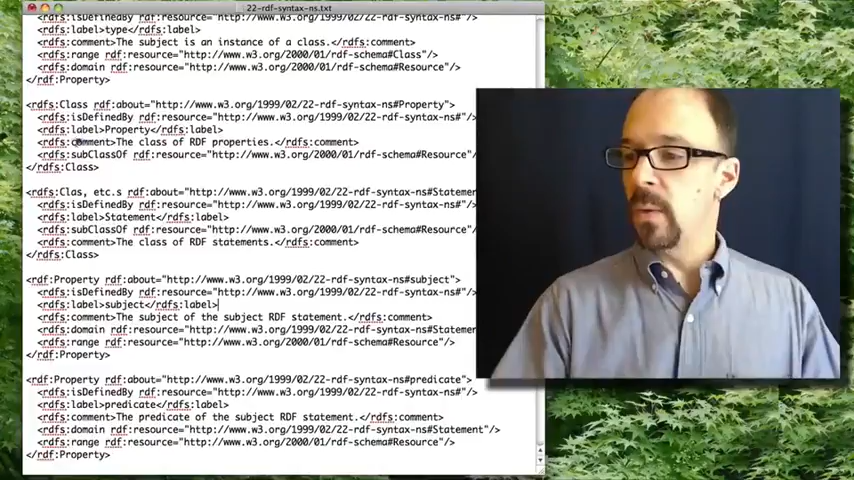 22-rdf-syntax-ns.txt
<rdfs:isDefinedBy rdf:resource="http://www.w3.org/1999/02/22-rdf-syntax-ns#"/>
<rdfs:label>type</rdfs:label>
<rdfs:comment>The subject is an instance of a class.</rdfs:comment>
<rdfs:range rdf:resource="http://www.w3.org/2000/01/rdf-schema#Class"/>
<rdfs:domain rdf:resource="http://www.w3.org/2000/01/rdf-schema#Resource"/>
</rdf:Property>
<rdfs:Class rdf:about="http://www.w3.org/1999/02/22-rdf-syntax-ns#Property">
<rdfs:isDefinedBy rdf:resource="http://www.w3.org/1999/02/22-rdf-syntax-ns#"/>
<rdfs:label>Property</rdfs:label>
<rdfs:comment>The class of RDF properties.</rdfs:comment>
<rdfs:subClassOf rdf:resource="http://www.w3.org/2000/01/rdf-schema#Resource"/
</rdfs:Class>
<rdfs:Clas, etc.s rdf:about="http://www.w3.org/1999/02/22-rdf-syntax-ns#Statement
<rdfs:isDefinedBy rdf:resource="http://www.w3.org/1999/02/22-rdf-syntax-ns#"/>
<rdfs:label>Statement</rdfs:label>
<rdfs:subClassOf rdf:resource="http://www.w3.org/2000/01/rdf-schema#Resource"/
<rdfs:comment>The class of RDF statements.</rdfs:comment>
</rdfs:Class>
<rdf:Property rdf:about="http://www.w3.org/1999/02/22-rdf-syntax-ns#subject">
<rdfs:isDefinedBy rdf:resource="http://www.w3.org/1999/02/22-rdf-syntax-ns#"/>
<rdfs:label>subject</rdfs:label>
<rdfs:comment>The subject of the subject RDF statement.</rdfs:comment>
<rdfs:domain rdf:resource="http://www.w3.org/1999/02/22-rdf-syntax-ns#Statemen
<rdfs:range rdf:resource="http://www.w3.org/2000/01/rdf-schema#Resource"/>
</rdf:Property>
<rdf:Property rdf:about="http://www.w3.org/1999/02/22-rdf-syntax-ns#predicate">
<rdfs:isDefinedBy rdf:resource="http://www.w3.org/1999/02/22-rdf-syntax-ns#"/>
<rdfs:label>predicate</rdfs:label>
<rdfs:comment>The predicate of the subject RDF statement.</rdfs:comment>
<rdfs:domain rdf:resource="http://www.w3.org/1999/02/22-rdf-syntax-ns#Statement"/>
<rdfs:range rdf:resource="http://www.w3.org/2000/01/rdf-schema#Resource"/>
</rdf:Property>